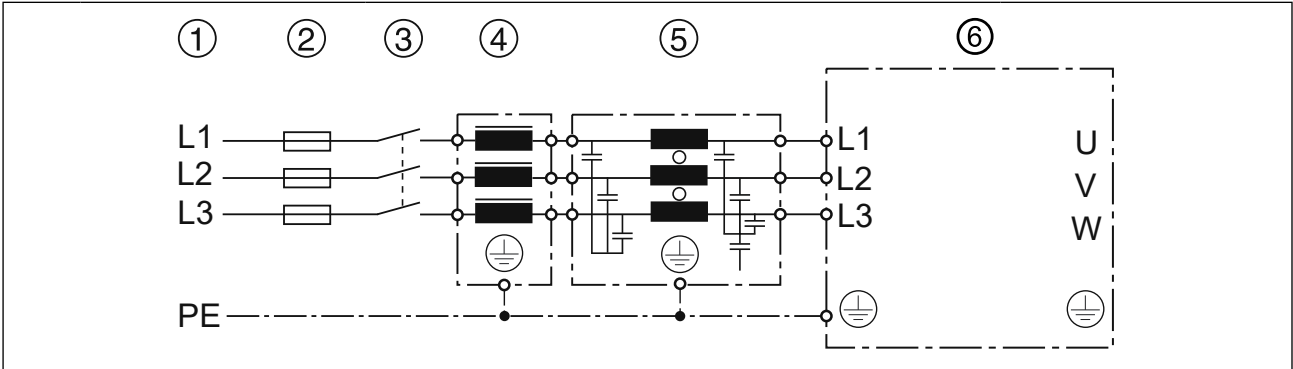 ① ② ③ ④ ⑤ ⑥
L1 L1 U
L2 L2 V
L3 L3 W
PE